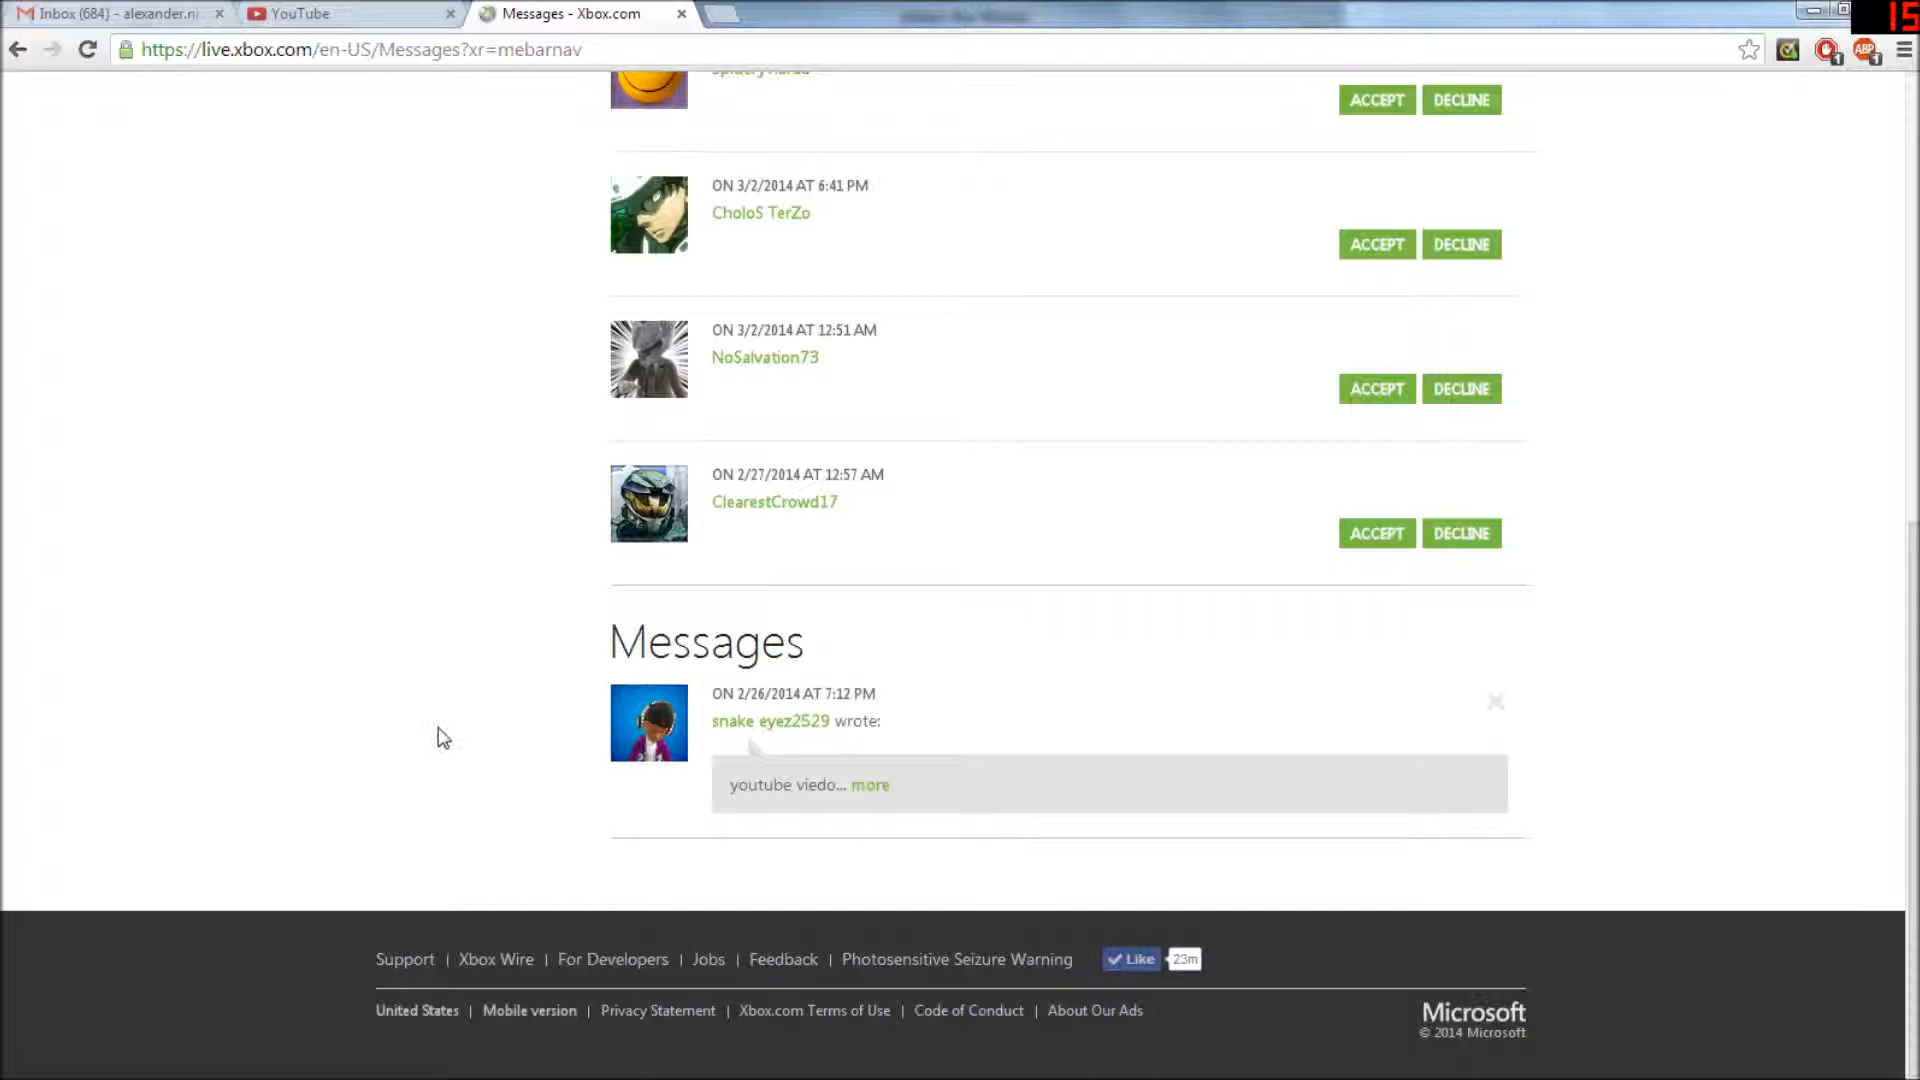 Inbox (684) - alexander.ni
YouTube
Messages - Xbox.com
15
https://live.xbox.com/en-US/Messages?xr=mebarnav
ABP
1
1
ACCEPT DECLINE
ON 3/2/2014 AT 6:41 PM
CholoS TerZo
ACCEPT DECLINE
ON 3/2/2014 AT 12:51 AM
NoSalvation73
ACCEPT DECLINE
ON 2/27/2014 AT 12:57 AM
ClearestCrowd17
ACCEPT DECLINE
Messages
ON 2/26/2014 AT 7:12 PM
snake eyez2529 wrote:
youtube viedo... more
Support | Xbox Wire | For Developers | Jobs | Feedback | Photosensitive Seizure Warning
Like 23m
United States | Mobile version | Privacy Statement | Xbox.com Terms of Use | Code of Conduct | About Our Ads
Microsoft
© 2014 Microsoft